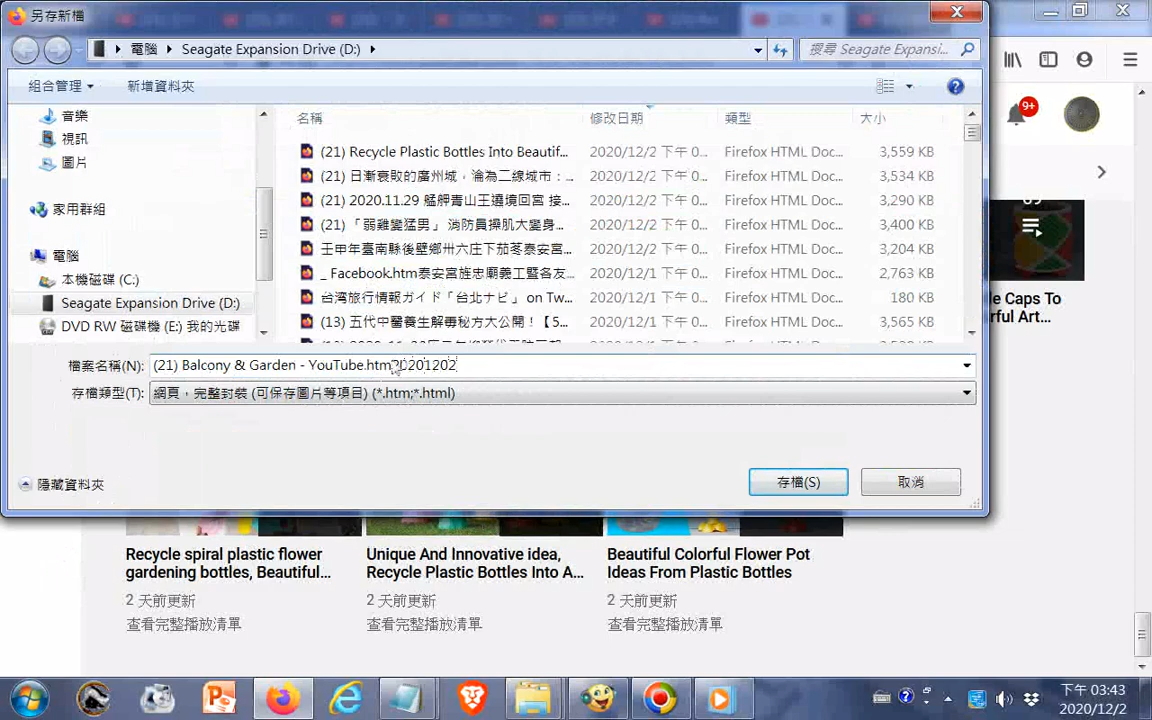 另存新檔
電腦 Seagate Expansion Drive (D:)
搜尋 Seagate Expansi...
組合管理 新增資料夾
音樂
視訊
圖片
家用群組
電腦
本機磁碟 (C:)
Seagate Expansion Drive (D:)
DVD RW 磁碟機 (E:) 我的光碟
名稱 修改日期 類型 大小
(21) Recycle Plastic Bottles Into Beautif... 2020/12/2 下午 0... Firefox HTML Doc... 3,559 KB
(21) 日漸衰敗的廣州城，淪為二線城市：... 2020/12/2 下午 0... Firefox HTML Doc... 3,534 KB
(21) 2020.11.29 艋舺青山王遶境回宮 接... 2020/12/2 下午 0... Firefox HTML Doc... 3,290 KB
(21) 「弱雞變猛男」 消防員操肌大變身... 2020/12/2 下午 0... Firefox HTML Doc... 3,400 KB
壬甲年臺南縣後壁鄉卅六庄下茄苳泰安宮... 2020/12/2 下午 0... Firefox HTML Doc... 3,204 KB
_ Facebook.htm泰安宮旌忠廟義工暨各友... 2020/12/2 下午 0... Firefox HTML Doc... 2,763 KB
台湾旅行情報ガイド「台北ナビ」 on Tw... 2020/12/1 下午 1... Firefox HTML Doc... 180 KB
(13) 五代中醫養生解毒秘方大公開！【5... 2020/12/1 下午 1... Firefox HTML Doc... 3,565 KB
檔案名稱(N): (21) Balcony & Garden - YouTube.htm20201202
存檔類型(T): 網頁，完整封裝 (可保存圖片等項目) (*.htm;*.html)
隱藏資料夾
存檔(S)
取消
9+
le Caps To
ful Art...
Recycle spiral plastic flower
gardening bottles, Beautiful...
2 天前更新
查看完整播放清單
Unique And Innovative idea,
Recycle Plastic Bottles Into A...
2 天前更新
查看完整播放清單
Beautiful Colorful Flower Pot
Ideas From Plastic Bottles
2 天前更新
查看完整播放清單
下午 03:43
2020/12/2